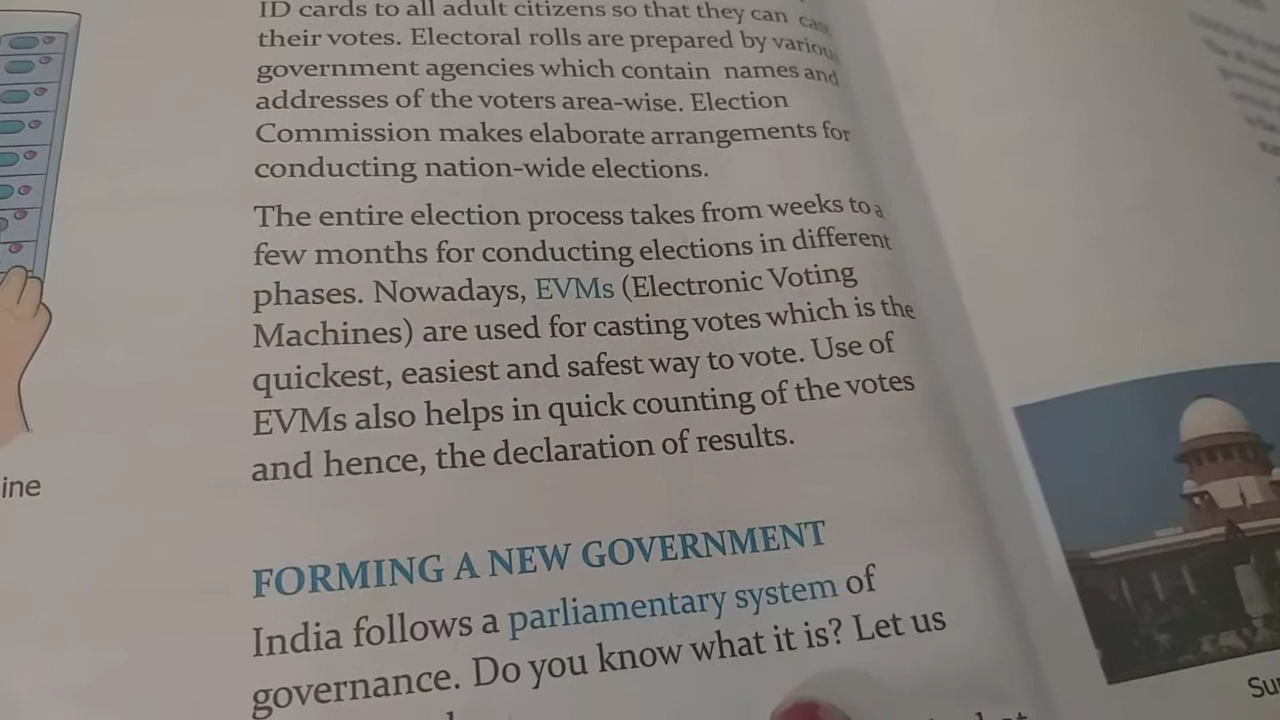 ID cards to all adult citizens so that they can
their votes. Electoral rolls are prepared by
government agencies which contain names and
addresses of the voters area-wise. Election
Commission makes elaborate arrangements for
conducting nation-wide elections.
The entire election process takes from weeks to a
few months for conducting elections in different
phases. Nowadays, EVMs (Electronic Voting
Machines) are used for casting votes which is the
quickest, easiest and safest way to vote. Use of
EVMs also helps in quick counting of the votes
and hence, the declaration of results.
ine
FORMING A NEW GOVERNMENT
India follows a parliamentary system of
governance. Do you know what it is? Let us
Su